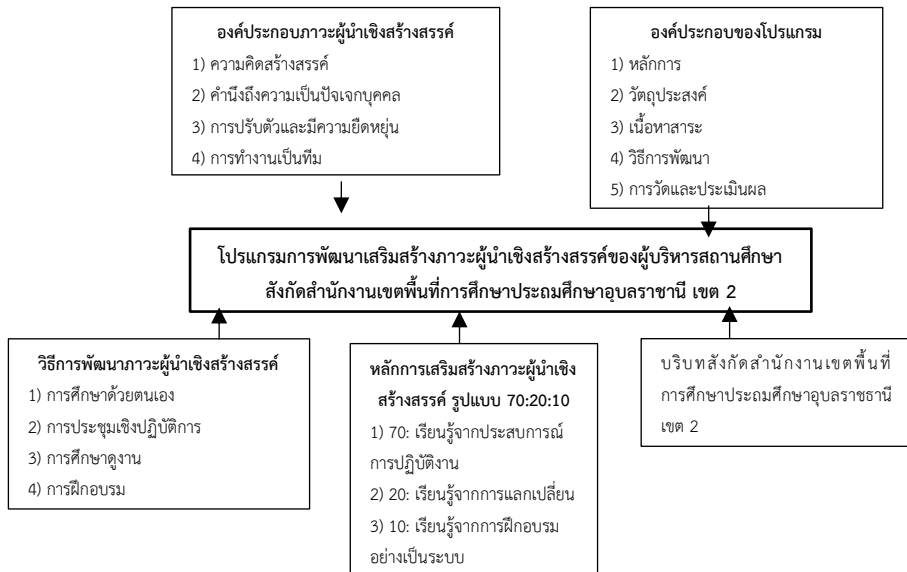 องค์ประกอบภาวะผู้นำเชิงสร้างสรรค์
1) ความคิดสร้างสรรค์
2) คำนึงถึงความเป็นปัจเจกบุคคล
3) การปรับตัวและมีความยืดหยุ่น
4) การทำงานเป็นทีม
องค์ประกอบของโปรแกรม
1) หลักการ
2) วัตถุประสงค์
3) เนื้อหาสาระ
4) วิธีการพัฒนา
5) การวัดและประเมินผล
โปรแกรมการพัฒนาเสริมสร้างภาวะผู้นำเชิงสร้างสรรค์ของผู้บริหารสถานศึกษา
สังกัดสำนักงานเขตพื้นที่การศึกษาประถมศึกษาอุบลราชานี เขต 2
วิธีการพัฒนาภาวะผู้นำเชิงสร้างสรรค์
1) การศึกษาด้วยตนเอง
2) การประชุมเชิงปฏิบัติการ
3) การศึกษาดูงาน
4) การฝึกอบรม
หลักการเสริมสร้างภาวะผู้นำเชิง
สร้างสรรค์ รูปแบบ 70:20:10
1) 70: เรียนรู้จากประสบการณ์
การปฏิบัติงาน
2) 20: เรียนรู้จากการแลกเปลี่ยน
3) 10: เรียนรู้จากการฝึกอบรม
อย่างเป็นระบบ
บริบทสังกัดสำนักงานเขตพื้นที่
การศึกษาประถมศึกษาอุบลราชธานี
เขต 2